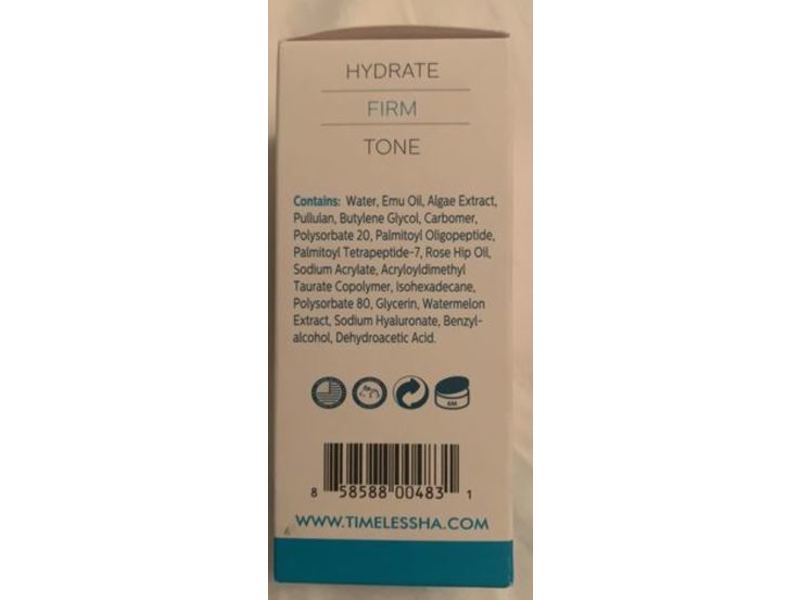 HYDRATE
FIRM
TONE
Contains: Water, Emu Oil, Algae Extract,
Pullulan, Butylene Glycol, Carbomer,
Polysorbate 20, Palmitoyl Oligopeptide,
Palmitoyl Tetrapeptide-7, Rose Hip Oil,
Sodium Acrylate, Acryloyldimethyl
Taurate Copolymer, Isohexadecane,
Polysorbate 80, Glycerin, Watermelon
Extract, Sodium Hyaluronate, Benzyl-
alcohol, Dehydroacetic Acid.
6M
8 58588 00483 1
WWW.TIMELESSHA.COM